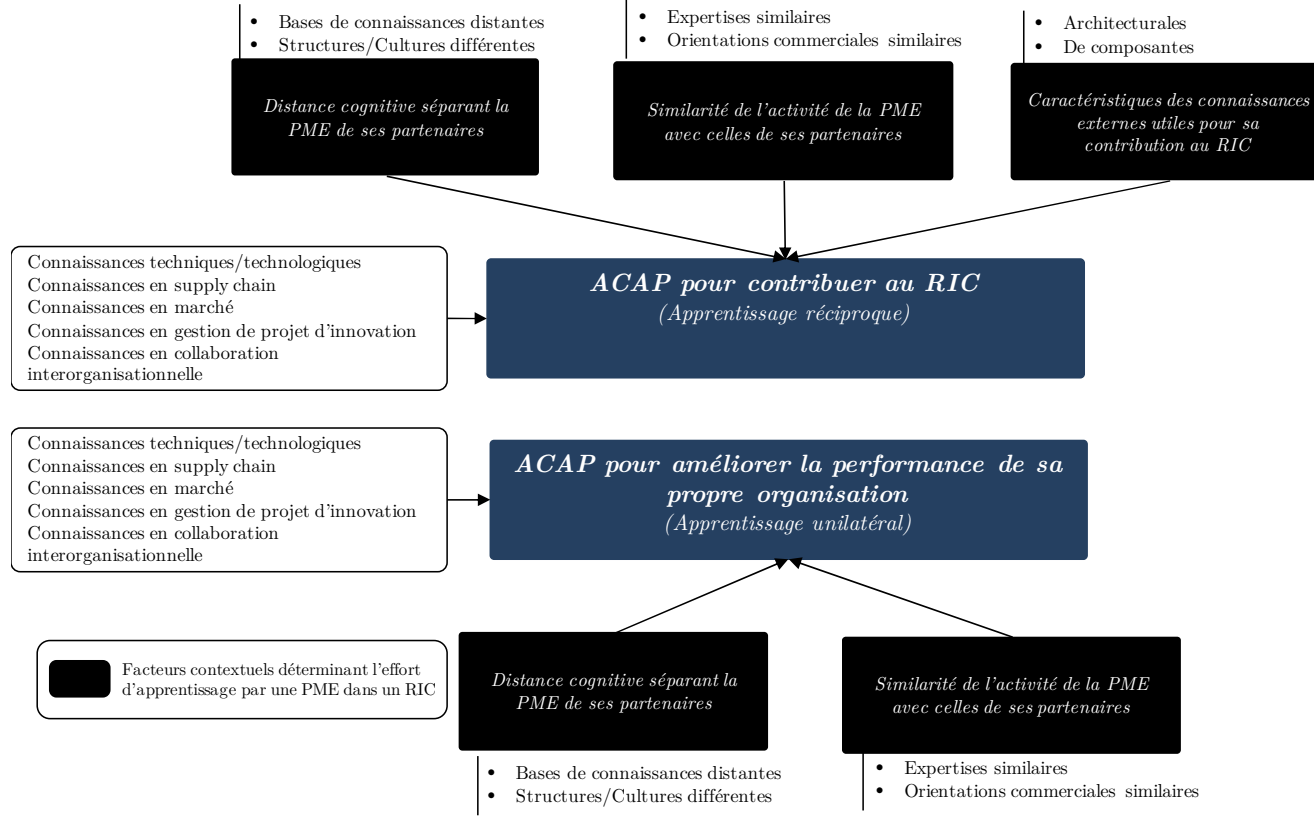 • Bases de connaissances distantes
• Structures/Cultures différentes
• Expertises similaires
• Orientations commerciales similaires
• Architecturales
• De composantes
Distance cognitive séparant la
PME de ses partenaires
Similarité de l'activité de la PME
avec celles de ses partenaires
Caractéristiques des connaissances
externes utiles pour sa
contribution au RIC
Connaissances techniques/technologiques
Connaissances en supply chain
Connaissances en marché
Connaissances en gestion de projet d'innovation
Connaissances en collaboration
interorganisationnelle
ACAP pour contribuer au RIC
(Apprentissage réciproque)
Connaissances techniques/technologiques
Connaissances en supply chain
Connaissances en marché
Connaissances en gestion de projet d'innovation
Connaissances en collaboration
interorganisationnelle
ACAP pour améliorer la performance de sa
propre organisation
(Apprentissage unilatéral)
Facteurs contextuels déterminant l'effort
d'apprentissage par une PME dans un RIC
Distance cognitive séparant la
PME de ses partenaires
Similarité de l'activité de la PME
avec celles de ses partenaires
• Bases de connaissances distantes
• Structures/Cultures différentes
• Expertises similaires
• Orientations commerciales similaires